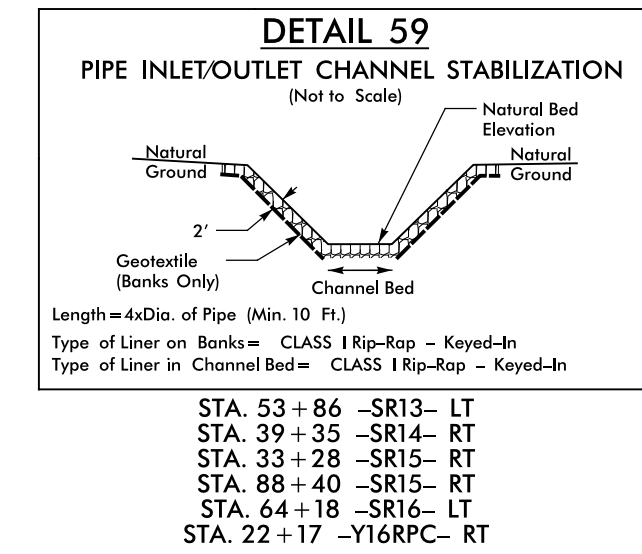 DETAIL 59
PIPE INLET/OUTLET CHANNEL STABILIZATION
(Not to Scale)
Natural Bed
Elevation
Natural
Ground
Natural
Ground
2'
Geotextile
(Banks Only)
Channel Bed
Length=4xDia. of Pipe (Min. 10 Ft.)
Type of Liner on Banks= CLASS I Rip-Rap - Keyed-In
Type of Liner in Channel Bed= CLASS I Rip-Rap - Keyed-In
STA. 53+86 -SR13- LT
STA. 39+35 -SR14- RT
STA. 33+28 -SR15- RT
STA. 88+40 -SR15- RT
STA. 64+18 -SR16- LT
STA. 22+17 -Y16RPC- RT